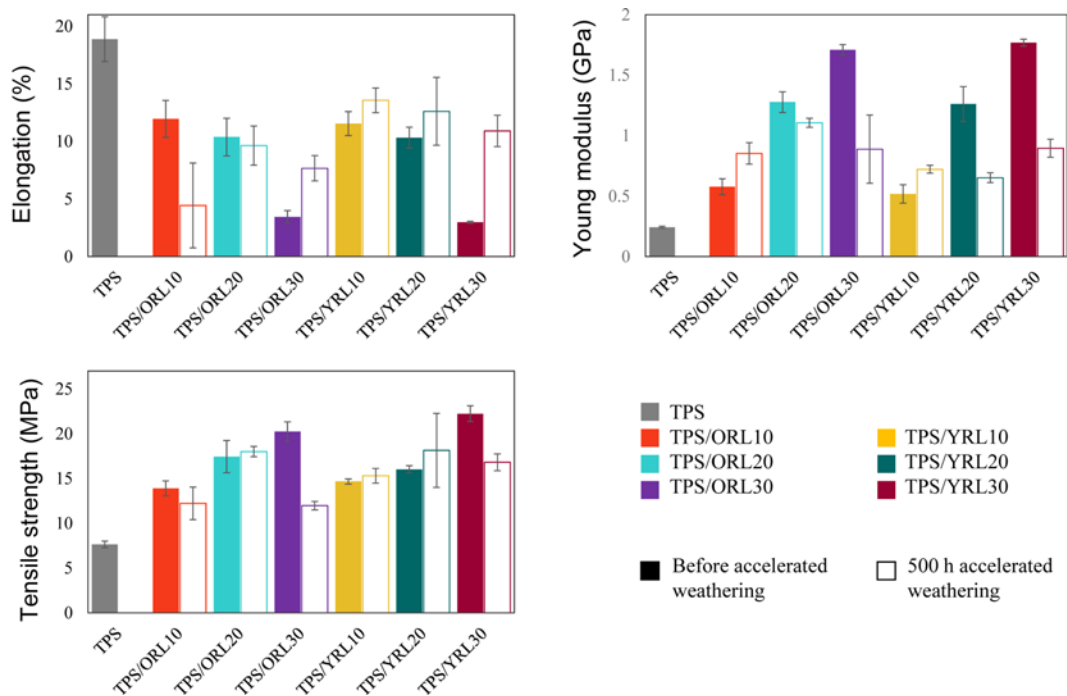 Elongation (%)
20
15
10
5
0
TPS
TPS/ORL10
TPS/ORL20
TPS/ORL30
TPS/YRL10
TPS/YRL20
TPS/YRL30
Young modulus (GPa)
2
1.5
1
0.5
0
TPS
TPS/ORL10
TPS/ORL20
TPS/ORL30
TPS/YRL10
TPS/YRL20
TPS/YRL30
Tensile strength (MPa)
25
20
15
10
5
0
TPS
TPS/ORL10
TPS/ORL20
TPS/ORL30
TPS/YRL10
TPS/YRL20
TPS/YRL30
TPS
TPS/ORL10
TPS/ORL20
TPS/ORL30
TPS/YRL10
TPS/YRL20
TPS/YRL30
Before accelerated
weathering
500 h accelerated
weathering